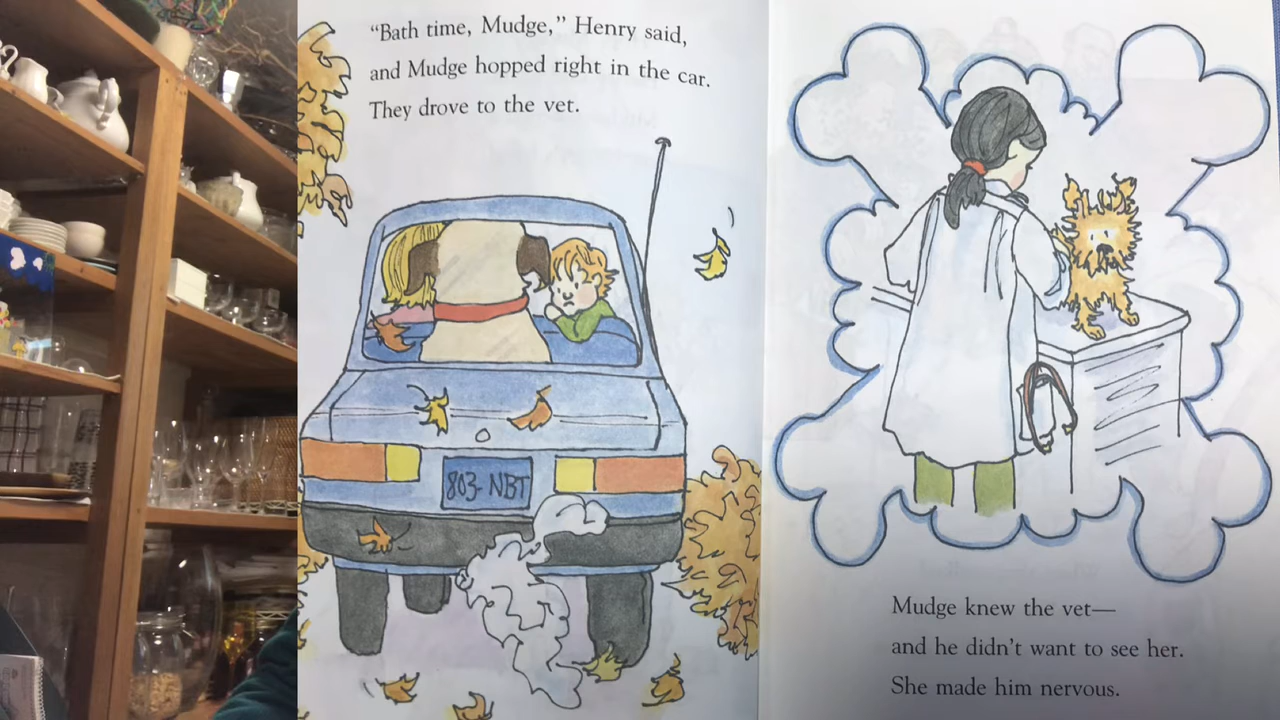 “Bath time, Mudge,” Henry said,
and Mudge hopped right in the car.
They drove to the vet.
803-NBT
Mudge knew the vet—
and he didn’t want to see her.
She made him nervous.